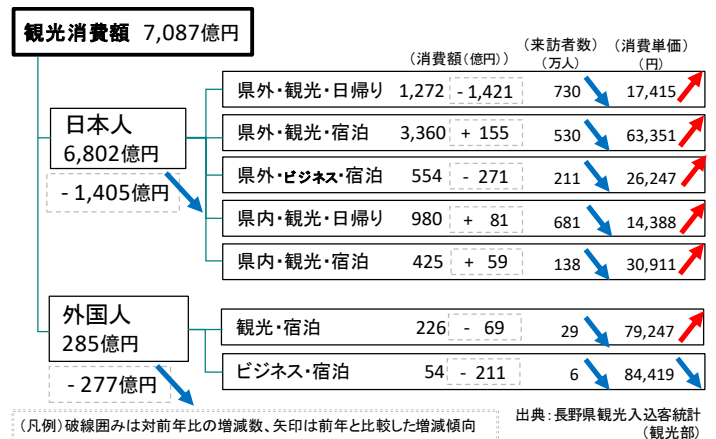 観光消費額 7,087億円
（消費額(億円)） （来訪者数）（万人） （消費単価）（円）
県外・観光・日帰り 1,272 - 1,421 730 17,415
日本人
6,802億円
- 1,405億円
県外・観光・宿泊 3,360 + 155 530 63,351
県外・ビジネス・宿泊 554 - 271 211 26,247
県内・観光・日帰り 980 + 81 681 14,388
県内・観光・宿泊 425 + 59 138 30,911
外国人
285億円
- 277億円
観光・宿泊 226 - 69 29 79,247
ビジネス・宿泊 54 - 211 6 84,419
（凡例）破線囲みは対前年比の増減数、矢印は前年と比較した増減傾向
出典：長野県観光入込客統計
（観光部）